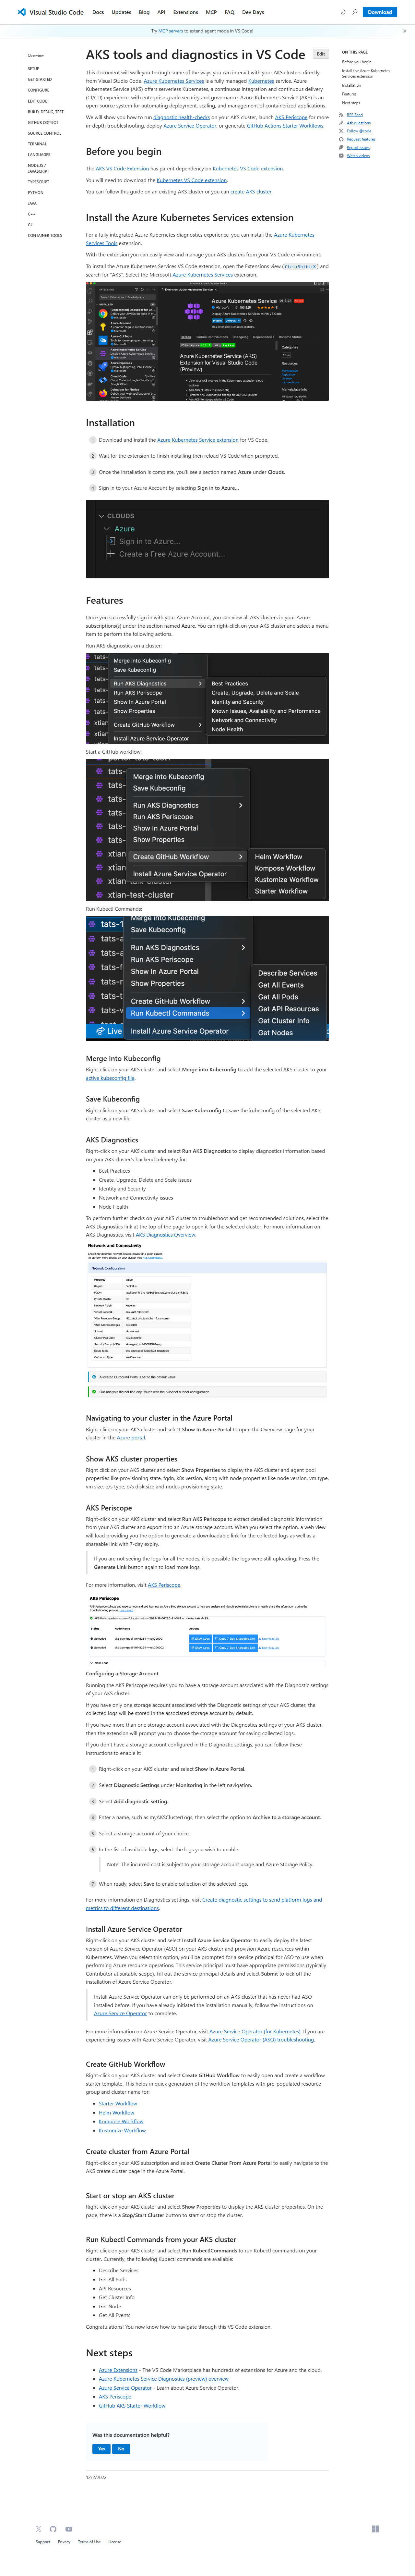 Visual Studio Code
Docs
Updates
Blog
API
Extensions
MCP
FAQ
Dev Days
Download
Try MCP servers to extend agent mode in VS Code!
Overview
SETUP
GET STARTED
CONFIGURE
EDIT CODE
BUILD, DEBUG, TEST
GITHUB COPILOT
SOURCE CONTROL
TERMINAL
LANGUAGES
NODE.JS /
JAVASCRIPT
TYPESCRIPT
PYTHON
JAVA
C++
C#
CONTAINER TOOLS
AKS tools and diagnostics in VS Code
Edit
This document will step you through some of the ways you can interact with your AKS clusters directly
from Visual Studio Code. Azure Kubernetes Services is a fully managed Kubernetes service. Azure Kubernetes
Service (AKS) offers serverless Kubernetes, an integrated continuous integration and continuous delivery
(CI/CD) experience, and enterprise-grade security and governance. Azure Kubernetes Service (AKS) is an
This will show you how to run diagnostic health-checks on your AKS cluster, launch AKS Periscope for more
in-depth debugging, deploy Azure Service Operator, or generate GitHub Actions Starter Workflows.
Before you begin
The AKS VS Code Extension has parent dependency on Kubernetes VS Code extension.
You will need to download the Kubernetes VS Code extension.
You can follow this guide on an existing AKS cluster or you can create AKS cluster.
Install the Azure Kubernetes Services extension
For a fully integrated Azure Kubernetes diagnostics experience, you can install the Azure Kubernetes
Services Tools extension.
With the extension you can easily view and manage your AKS clusters from your VS Code environment.
To install the Azure Kubernetes Services VS Code extension, open the Extensions view (Ctrl+Shift+X) and
search for "AKS". Select the Microsoft Azure Kubernetes Services extension.
Azure Kubernetes Services
Azure Kubernetes Service (AKS)
Extension for Visual Studio Code
(Preview)
Installation
1 Download and install the Azure Kubernetes Service extension for VS Code.
2 Wait for the extension to finish installing then reload VS Code when prompted.
3 Once the installation is complete, you'll see a section named Azure under Clouds.
4 Sign in to your Azure Account by selecting Sign in to Azure...
CLOUDS
Azure
Sign in to Azure...
Create a Free Azure Account...
Features
Once you successfully sign in with your Azure Account, you can view all AKS clusters in your Azure
subscriptions(s) under the section named Azure. You can right-click on your AKS cluster and select a menu
item to perform the following actions.
Run AKS diagnostics on a cluster:
Merge into Kubeconfig
Save Kubeconfig
Run AKS Diagnostics
Run AKS Periscope
Show In Azure Portal
Show Properties
Create GitHub Workflow
Install Azure Service Operator
Best Practices
Create, Upgrade, Delete and Scale
Identity and Security
Known Issues, Availability and Performance
Network and Connectivity
Node Health
Start a GitHub workflow:
Merge into Kubeconfig
Save Kubeconfig
Run AKS Diagnostics
Run AKS Periscope
Show In Azure Portal
Show Properties
Create GitHub Workflow
Install Azure Service Operator
xtian-test-cluster
Helm Workflow
Kompose Workflow
Kustomize Workflow
Starter Workflow
Run Kubectl Commands:
Merge into Kubeconfig
Save Kubeconfig
Run AKS Diagnostics
Run AKS Periscope
Show In Azure Portal
Show Properties
Create GitHub Workflow
Run Kubectl Commands
Install Azure Service Operator
Live
Describe Services
Get All Events
Get All Pods
Get API Resources
Get Cluster Info
Get Nodes
Merge into Kubeconfig
Right-click on your AKS cluster and select Merge into Kubeconfig to add the selected AKS cluster to your
active kubeconfig file.
Save Kubeconfig
Right-click on your AKS cluster and select Save Kubeconfig to save the kubeconfig of the selected AKS
cluster as a new file.
AKS Diagnostics
Right-click on your AKS cluster and select Run AKS Diagnostics to display diagnostics information based
on your AKS cluster's backend telemetry for:
Best Practices
Create, Upgrade, Delete and Scale issues
Identity and Security
Network and Connectivity issues
Node Health
To perform further checks on your AKS cluster to troubleshoot and get recommended solutions, select the
AKS Diagnostics link at the top of the page to open it for the selected cluster. For more information on
AKS Diagnostics, visit AKS Diagnostics Overview.
Network and Connectivity
Network Configuration
Property
Value
Allocated Outbound Ports is set to the default value.
Our analysis did not find any issues with the Kubenet subnet configuration
Navigating to your cluster in the Azure Portal
Right-click on your AKS cluster and select Show In Azure Portal to open the Overview page for your
cluster in the Azure portal.
Show AKS cluster properties
Right-click on your AKS cluster and select Show Properties to display the AKS cluster and agent pool
properties like provisioning state, fqdn, k8s version, along with node properties like node version, vm type,
vm size, o/s type, o/s disk size and nodes provisioning state.
AKS Periscope
Right-click on your AKS cluster and select Run AKS Periscope to extract detailed diagnostic information
from your AKS cluster and export it to an Azure Storage account. When you select the option, a web view
will load providing you the option to generate a downloadable link for the collected logs as well as a
shareable link with 7-day expiry.
If you are not seeing the logs for all the nodes, it is possible the logs were still uploading. Press the
Generate Link button again to load more logs.
For more information, visit AKS Periscope.
AKS Periscope
Configuring a Storage Account
Running the AKS Periscope requires you to have a storage account associated with the Diagnostic settings
of your AKS cluster.
If you have only one storage account associated with the Diagnostic settings of your AKS cluster, the
collected logs will be stored in the associated storage account by default.
If you have more than one storage account associated with the Diagnostics settings of your AKS cluster,
then the extension will prompt you to choose the storage account for saving collected logs.
If you don't have a storage account configured in the Diagnostic settings, you can follow these
instructions to enable it:
1 Right-click on your AKS cluster and select Show In Azure Portal.
2 Select Diagnostic Settings under Monitoring in the left navigation.
3 Select Add diagnostic setting.
4 Enter a name, such as myAKSClusterLogs, then select the option to Archive to a storage account.
5 Select a storage account of your choice.
6 In the list of available logs, select the logs you wish to enable.
Note: The incurred cost is subject to your storage account usage and Azure Storage Policy.
7 When ready, select Save to enable collection of the selected logs.
For more information on Diagnostics settings, visit Create diagnostic settings to send platform logs and
metrics to different destinations.
Install Azure Service Operator
Right-click on your AKS cluster and select Install Azure Service Operator to easily deploy the latest
version of Azure Service Operator (ASO) on your AKS cluster and provision Azure resources within
Kubernetes. When you select this option, you'll be prompted for a service principal for ASO to use when
performing Azure resource operations. This service principal must have appropriate permissions (typically
Contributor at suitable scope). Fill out the service principal details and select Submit to kick off the
installation of Azure Service Operator.
Install Azure Service Operator can only be performed on an AKS cluster that has never had ASO
installed before. If you have already initiated the installation manually, follow the instructions on
Azure Service Operator to complete.
For more information on Azure Service Operator, visit Azure Service Operator (for Kubernetes). If you are
experiencing issues with Azure Service Operator, visit Azure Service Operator (ASO) troubleshooting.
Create GitHub Workflow
Right-click on your AKS cluster and select Create GitHub Workflow to easily open and create a workflow
starter template. This helps in quick generation of the workflow templates with pre-populated resource
group and cluster name for:
Starter Workflow
Helm Workflow
Kompose Workflow
Kustomize Workflow
Create cluster from Azure Portal
Right-click on your AKS subscription and select Create Cluster From Azure Portal to easily navigate to the
AKS create cluster page in the Azure Portal.
Start or stop an AKS cluster
Right-click on your AKS cluster and select Show Properties to display the AKS cluster properties. On the
page, there is a Stop/Start Cluster button to start or stop the cluster.
Run Kubectl Commands from your AKS cluster
Right-click on your AKS cluster and select Run KubectlCommands to run Kubectl commands on your
cluster. Currently, the following Kubectl commands are available:
Describe Services
Get All Pods
API Resources
Get Cluster Info
Get Node
Get All Events
Congratulations! You now know how to navigate through this VS Code extension.
Next steps
Azure Extensions - The VS Code Marketplace has hundreds of extensions for Azure and the cloud.
Azure Kubernetes Service Diagnostics (preview) overview
Azure Service Operator - Learn about Azure Service Operator.
AKS Periscope
GitHub AKS Starter Workflow
Was this documentation helpful?
Yes
No
12/2/2022
ON THIS PAGE
Before you begin
Install the Azure Kubernetes
Services extension
Installation
Features
Next steps
RSS Feed
Ask questions
Follow @code
Request features
Report issues
Watch videos
Support
Privacy
Terms of Use
License